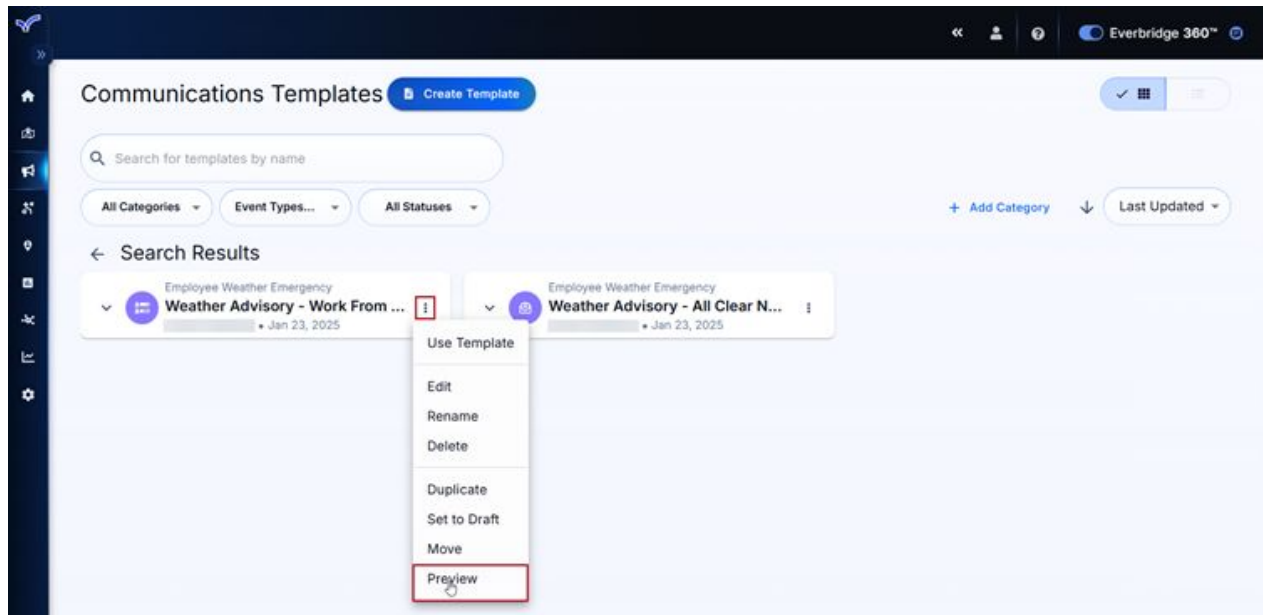 Everbridge 360™
Communications Templates
Create Template
Search for templates by name
All Categories
Event Types...
All Statuses
+ Add Category
Last Updated
Search Results
Employee Weather Emergency
Weather Advisory - Work From ...
• Jan 23, 2025
Employee Weather Emergency
Weather Advisory - All Clear N...
• Jan 23, 2025
Use Template
Edit
Rename
Delete
Duplicate
Set to Draft
Move
Preview